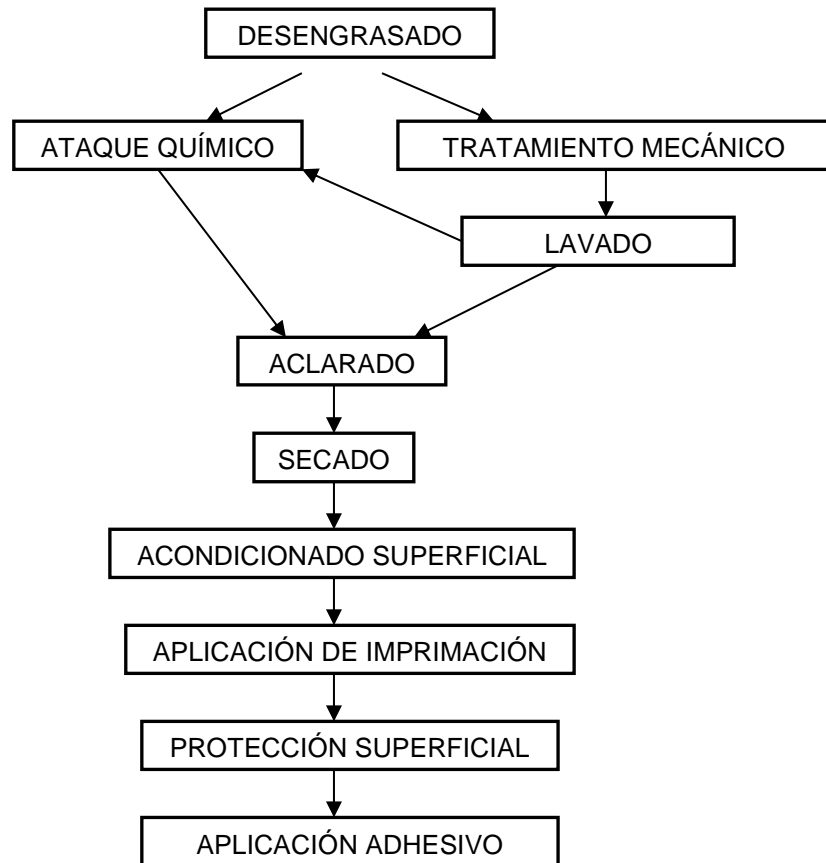 DESENGRASADO
ATAQUE QUÍMICO
TRATAMIENTO MECÁNICO
LAVADO
ACLARADO
SECADO
ACONDICIONADO SUPERFICIAL
APLICACIÓN DE IMPRIMACIÓN
PROTECCIÓN SUPERFICIAL
APLICACIÓN ADHESIVO